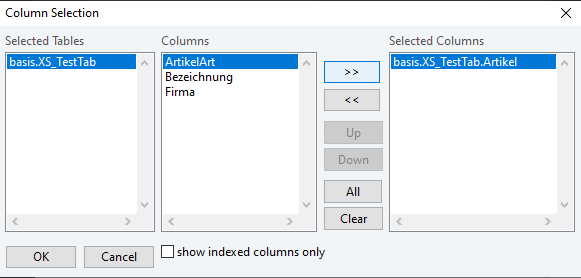 Column Selection
Selected Tables
Columns
Selected Columns
basis.XS_TestTab
ArtikelArt
Bezeichnung
Firma
>>
<<
Up
Down
All
Clear
basis.XS_TestTab.Artikel
OK
Cancel
show indexed columns only